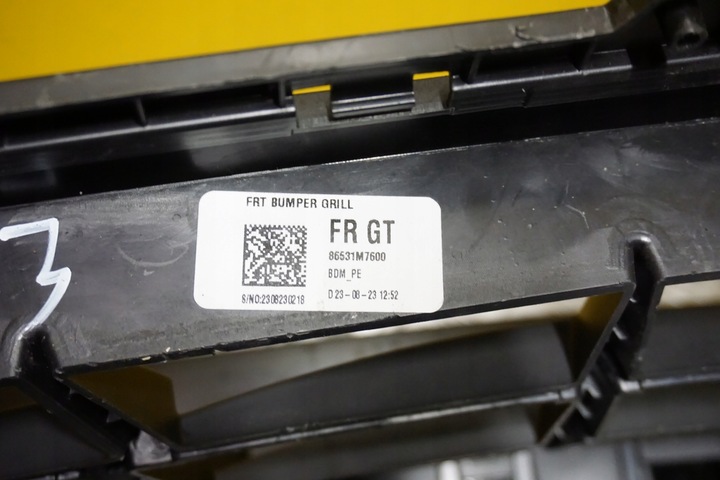 FRT BUMPER GRILL
FR GT
86531M7600
BDM_PE
S/NO:2308230218
D 23-08-23 12:52
3